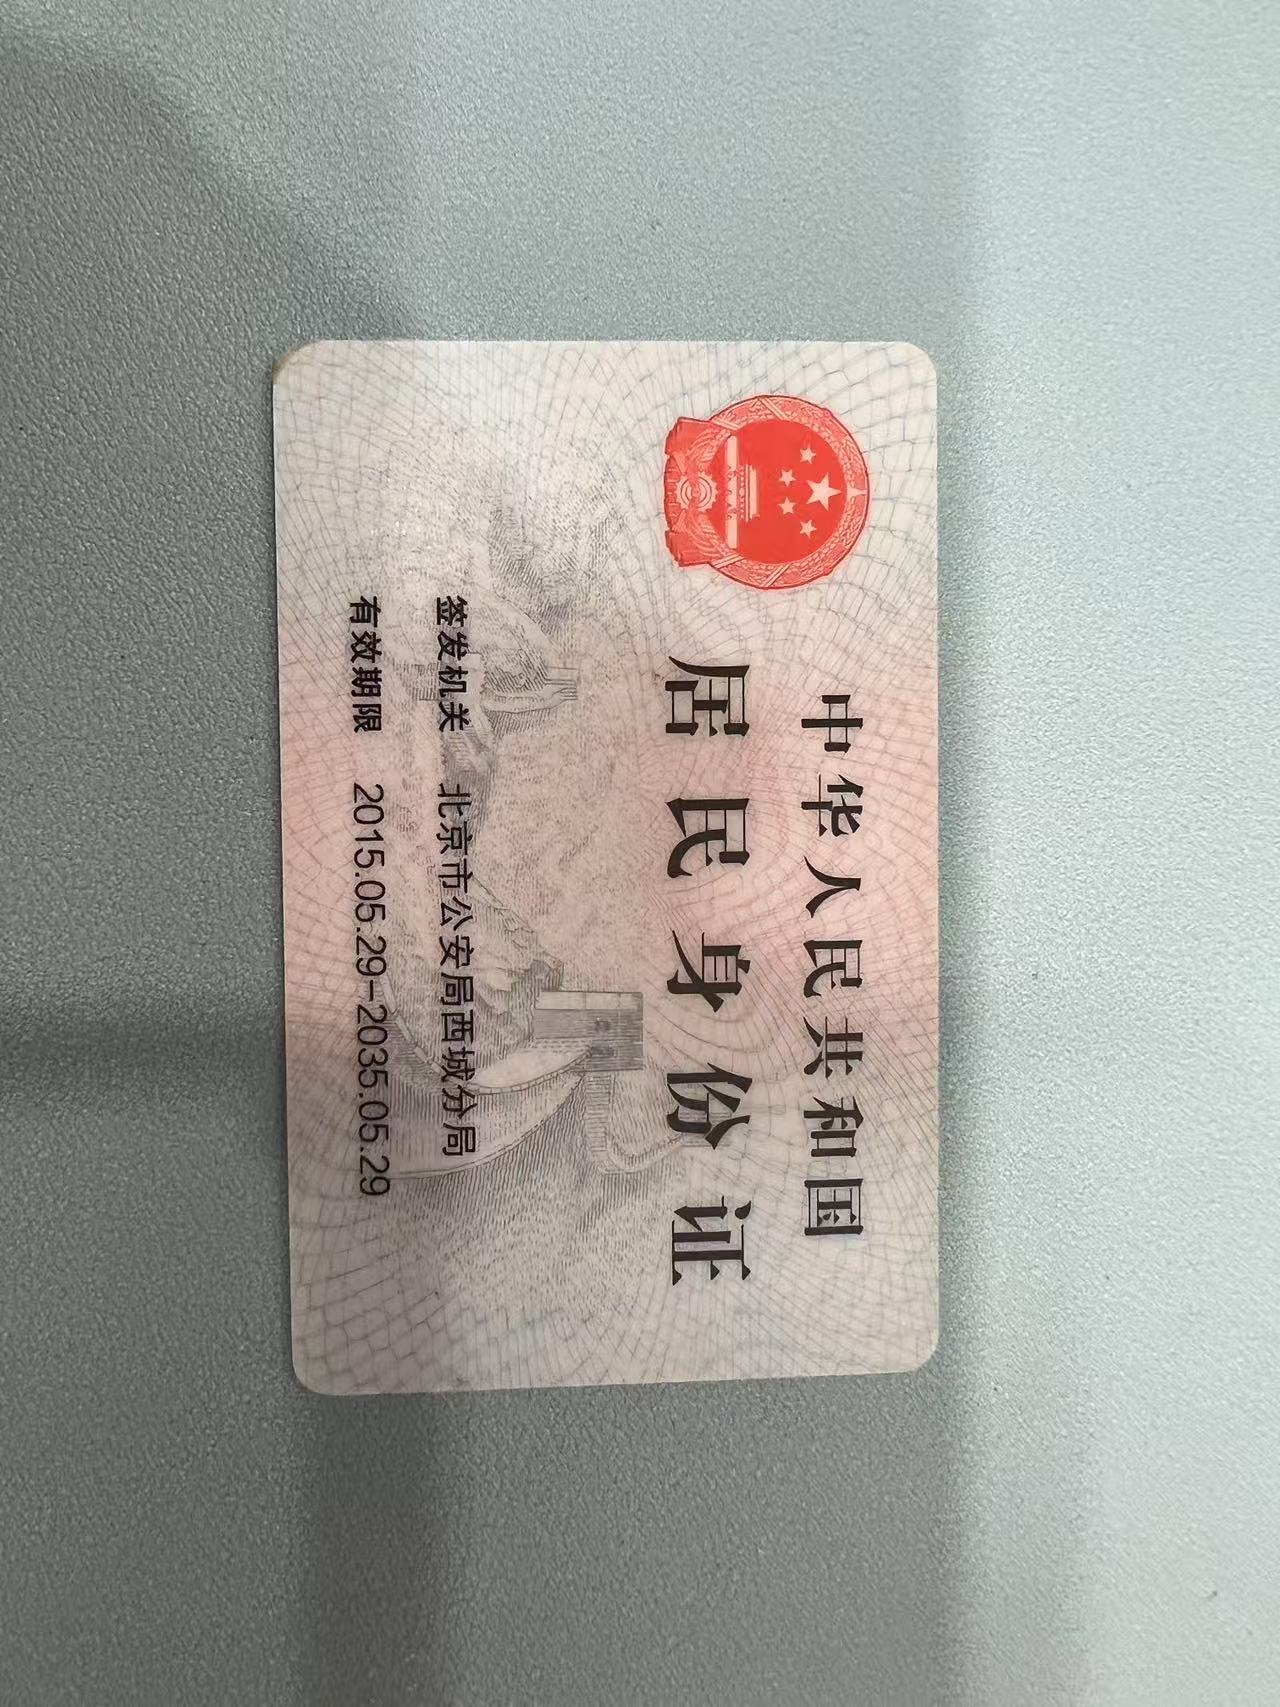 中华人民共和国
居民身份证
签发机关 北京市公安局西城分局
有效期限 2015.05.29-2035.05.29